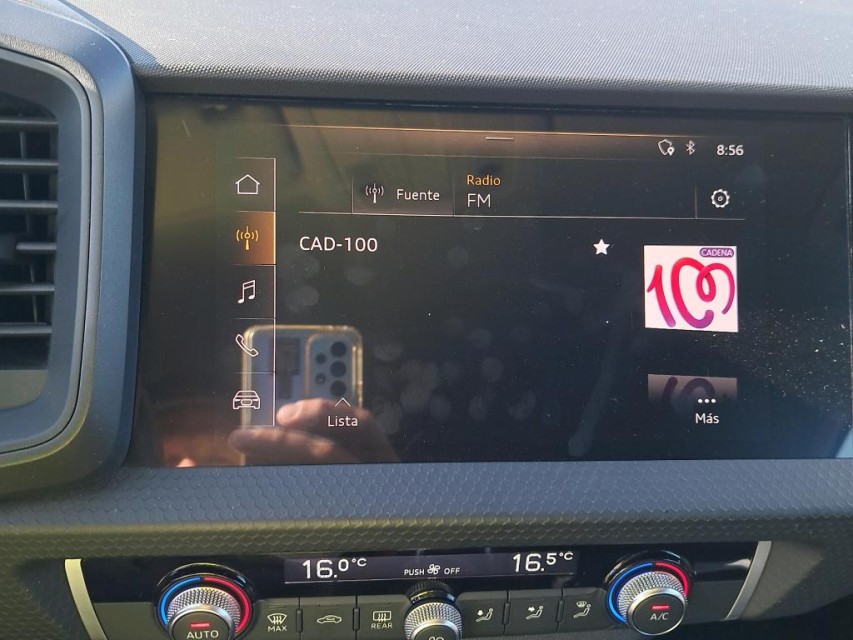 8:56
Fuente
Radio
FM
CAD-100
CADENA
100
Lista
Más
16.0°C
PUSH OFF
16.5°C
AUTO
MAX
REAR
A/C